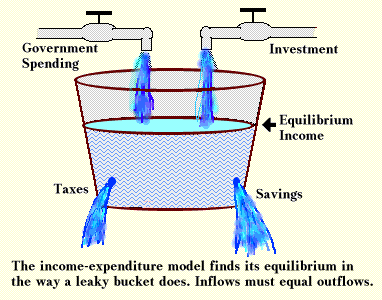 Government
Spending
Investment
Equilibrium
Income
Taxes
Savings
The income-expenditure model finds its equilibrium in
the way a leaky bucket does. Inflows must equal outflows.